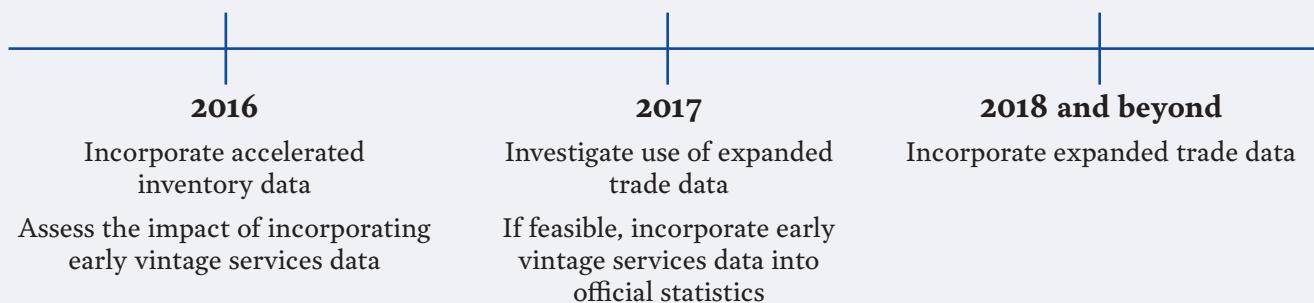 2016
Incorporate accelerated
inventory data
Assess the impact of incorporating
early vintage services data
2017
Investigate use of expanded
trade data
If feasible, incorporate early
vintage services data into
official statistics
2018 and beyond
Incorporate expanded trade data